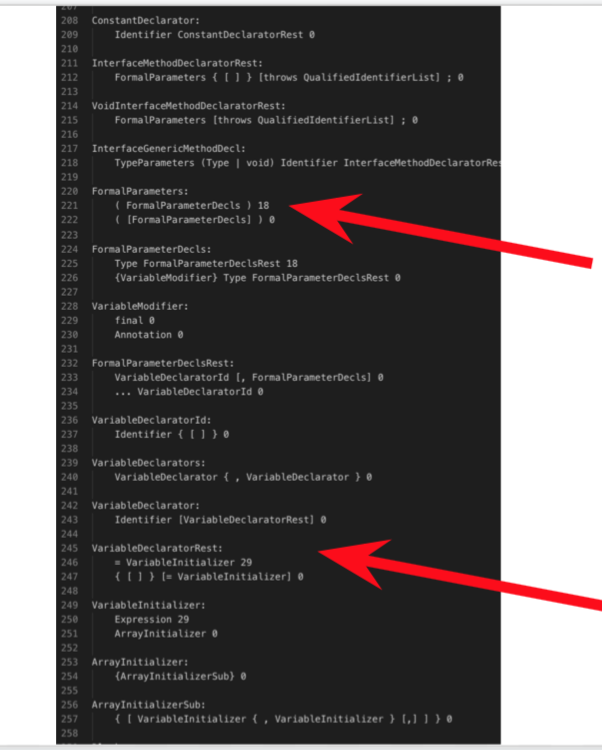 208 ConstantDeclarator:
209 Identifier ConstantDeclaratorRest 0
210
211 InterfaceMethodDeclaratorRest:
212 FormalParameters { [ ] } [throws QualifiedIdentifierList] ; 0
213
214 VoidInterfaceMethodDeclaratorRest:
215 FormalParameters [throws QualifiedIdentifierList] ; 0
216
217 InterfaceGenericMethodDecl:
218 TypeParameters (Type | void) Identifier InterfaceMethodDeclaratorRes
219
220 FormalParameters:
221 ( FormalParameterDecls ) 18
222 ( [FormalParameterDecls] ) 0
223
224 FormalParameterDecls:
225 Type FormalParameterDeclsRest 18
226 {VariableModifier} Type FormalParameterDeclsRest 0
227
228 VariableModifier:
229 final 0
230 Annotation 0
231
232 FormalParameterDeclsRest:
233 VariableDeclaratorId [, FormalParameterDecls] 0
234 ... VariableDeclaratorId 0
235
236 VariableDeclaratorId:
237 Identifier { [ ] } 0
238
239 VariableDeclarators:
240 VariableDeclarator { , VariableDeclarator } 0
241
242 VariableDeclarator:
243 Identifier [VariableDeclaratorRest] 0
244
245 VariableDeclaratorRest:
246 = VariableInitializer 29
247 { [ ] } [= VariableInitializer] 0
248
249 VariableInitializer:
250 Expression 29
251 ArrayInitializer 0
252
253 ArrayInitializer:
254 {ArrayInitializerSub} 0
255
256 ArrayInitializerSub:
257 { [ VariableInitializer { , VariableInitializer } [,] ] } 0
258